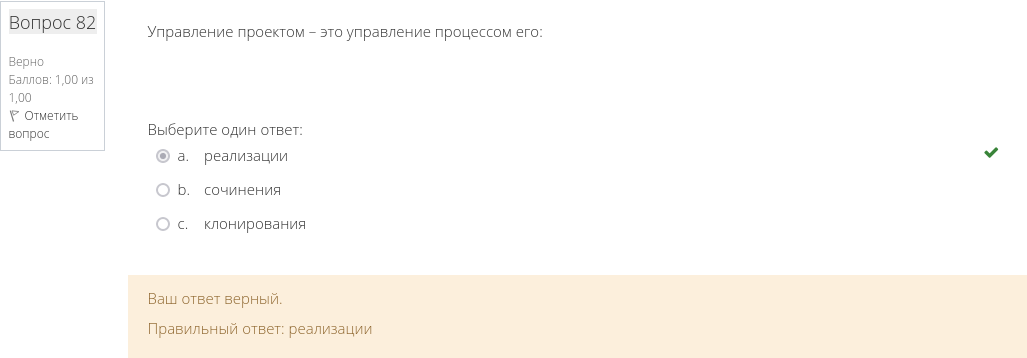 Вопрос 82
Верно
Баллов: 1,00 из
1,00
Отметить
вопрос
Управление проектом – это управление процессом его:
Выберите один ответ:
a. реализации
b. сочинения
c. клонирования
Ваш ответ верный.
Правильный ответ: реализации